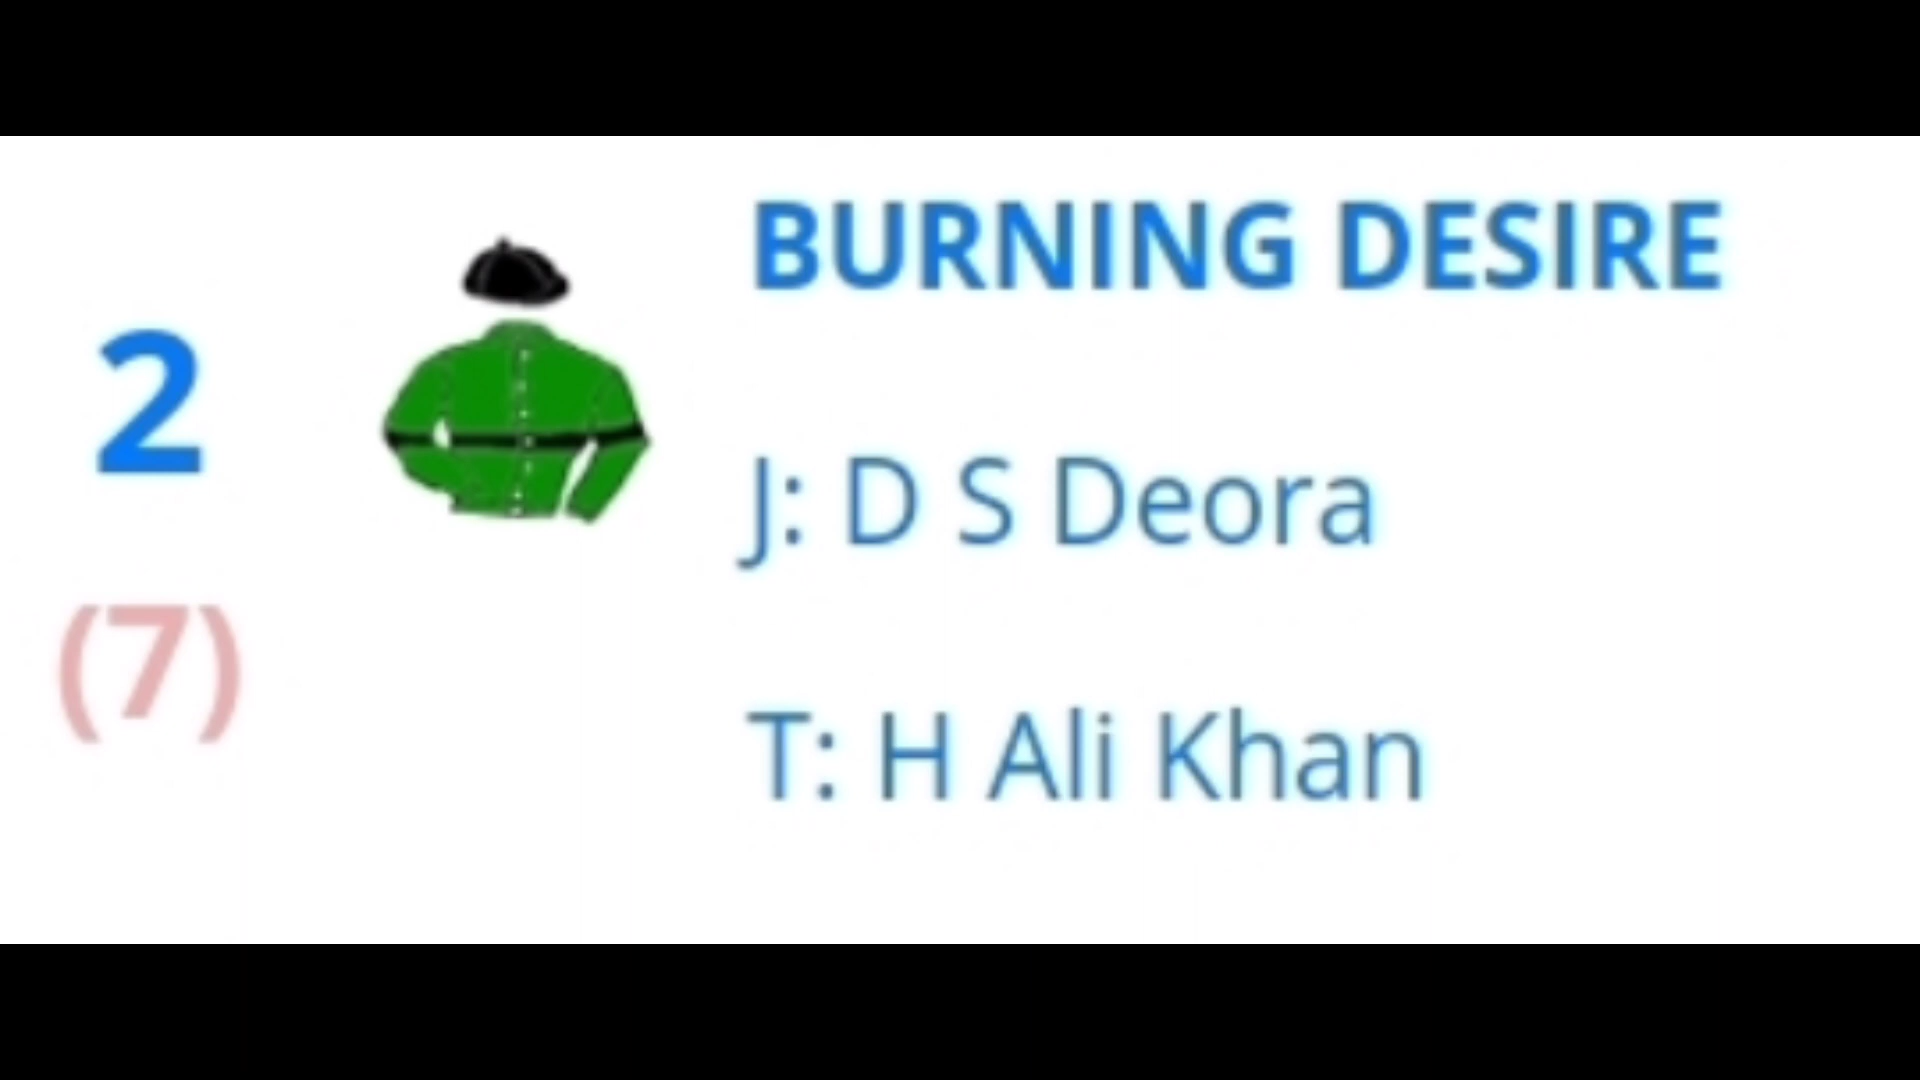 2
(7)
BURNING DESIRE
J: D S Deora
T: H Ali Khan